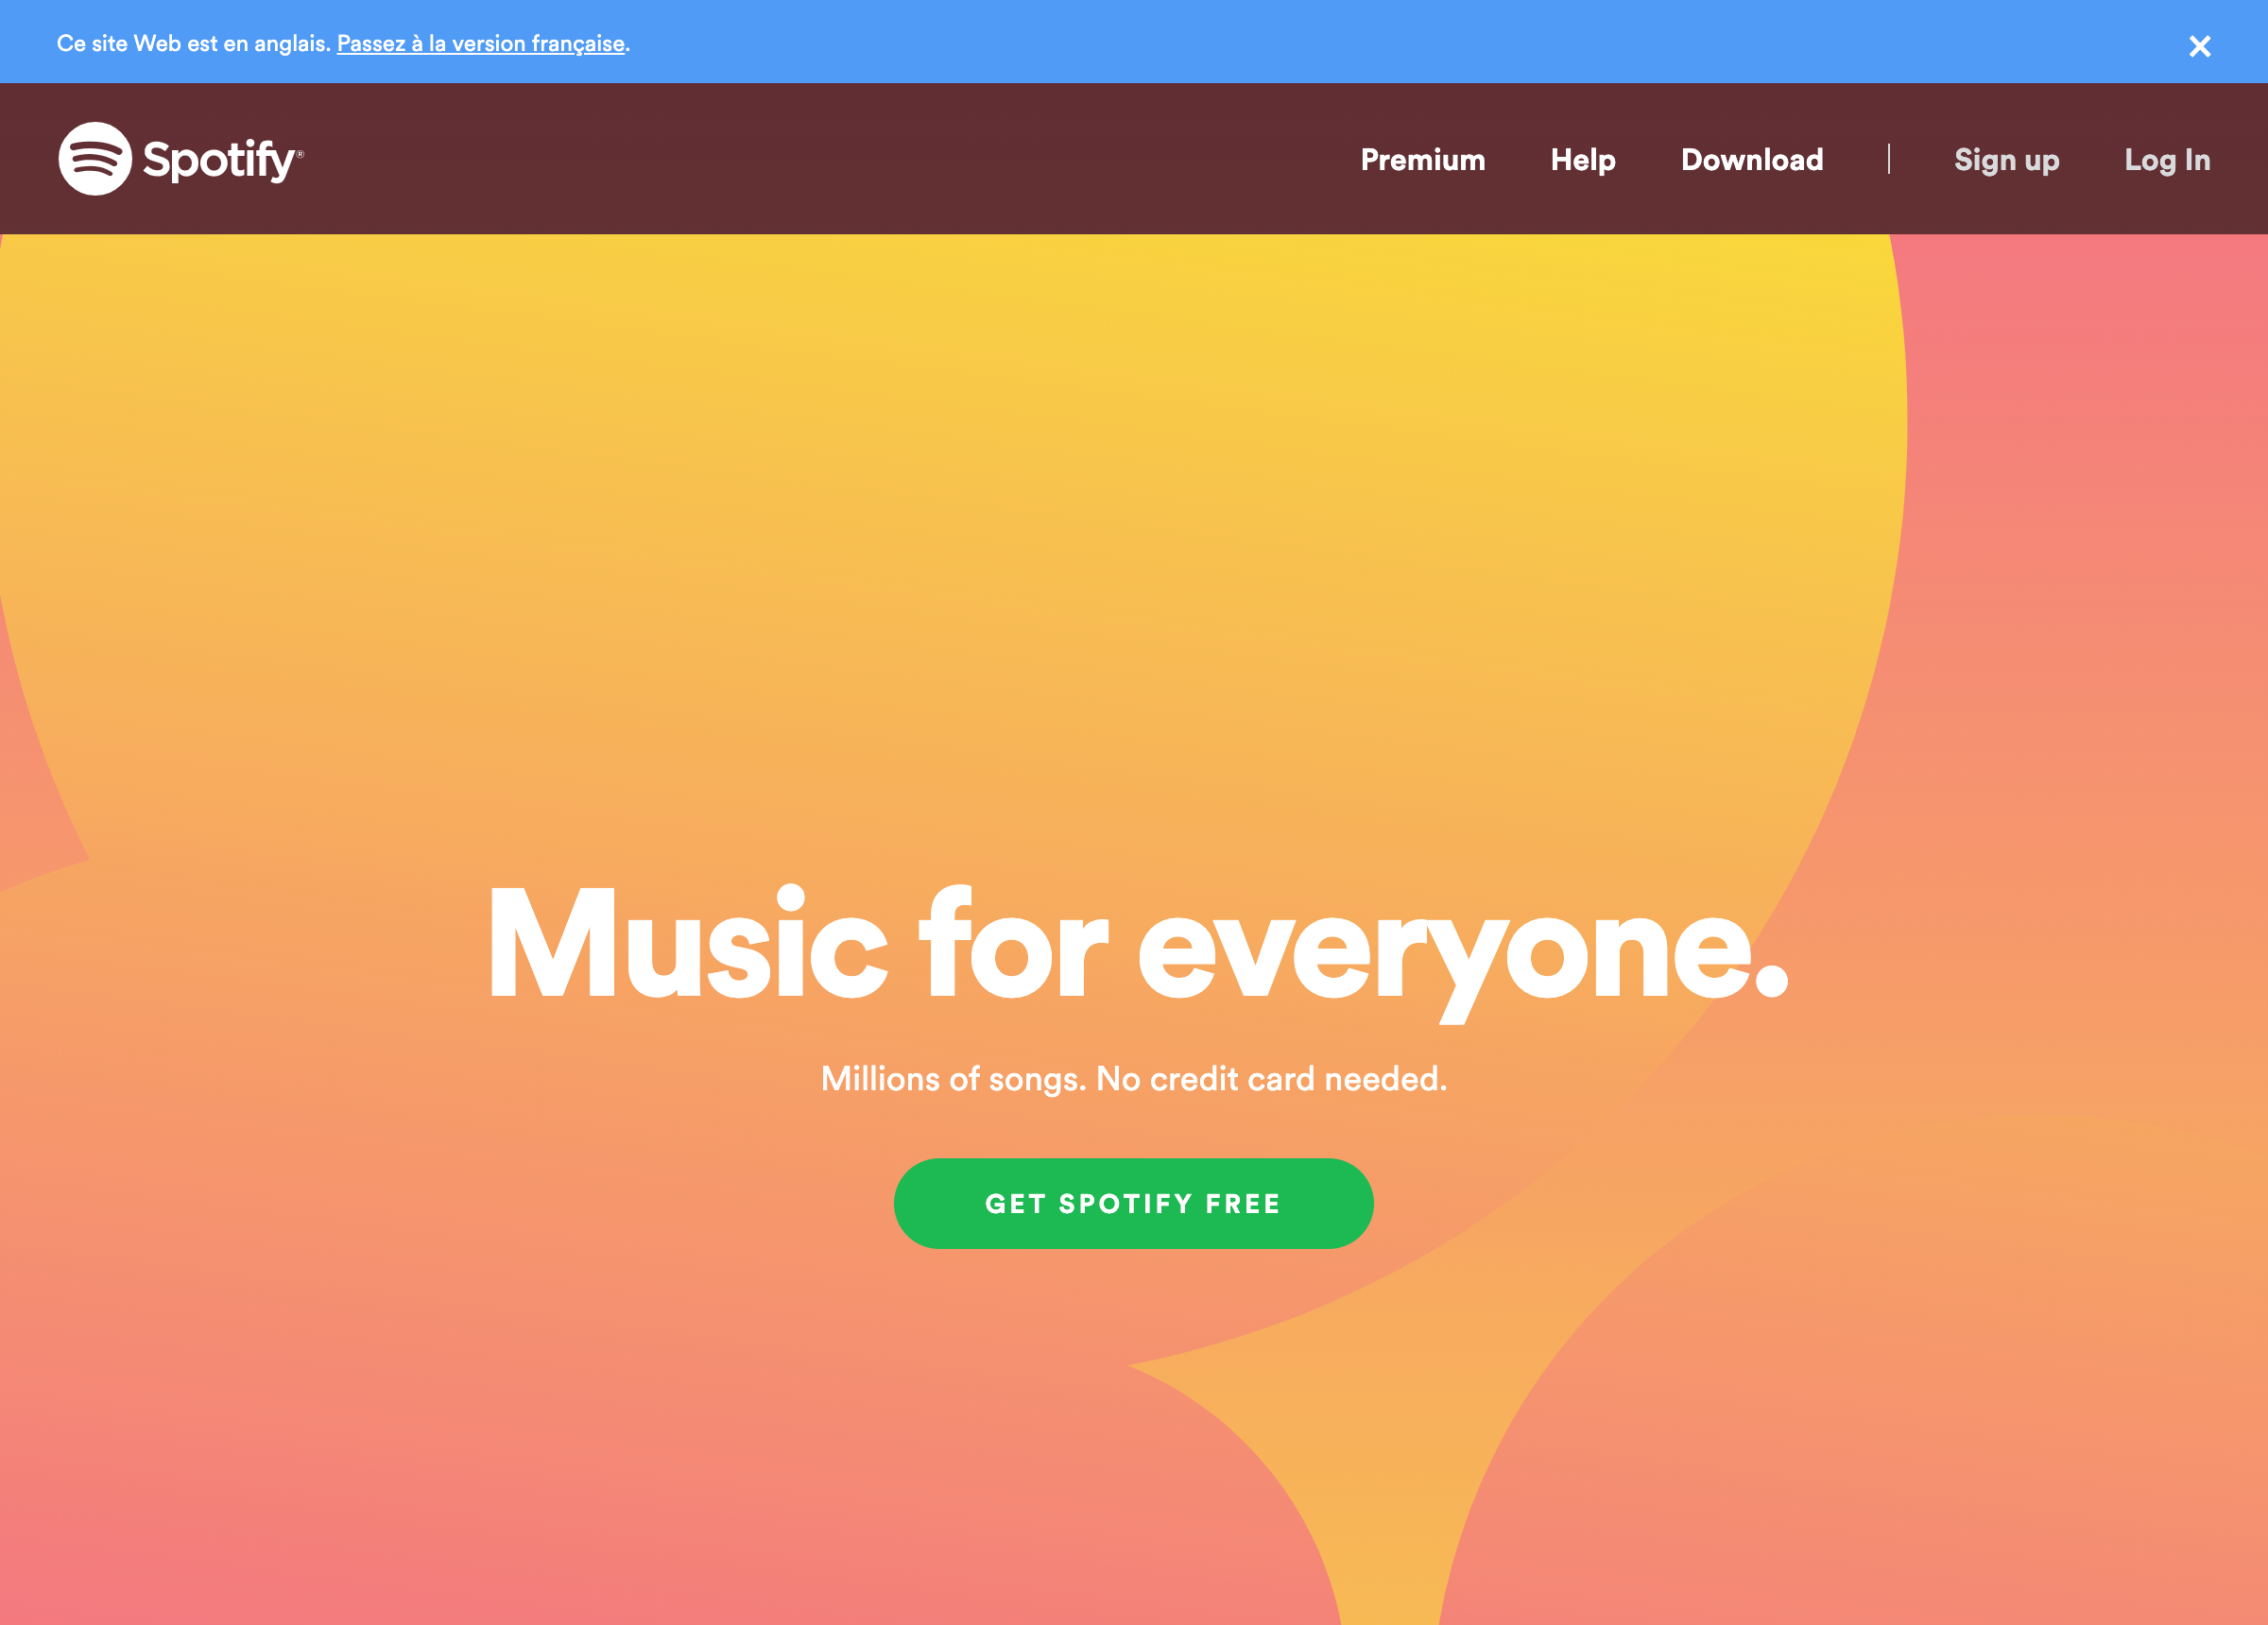 Ce site Web est en anglais. Passez à la version française.
Spotify®
Premium Help Download | Sign up Log In
Music for everyone.
Millions of songs. No credit card needed.
GET SPOTIFY FREE